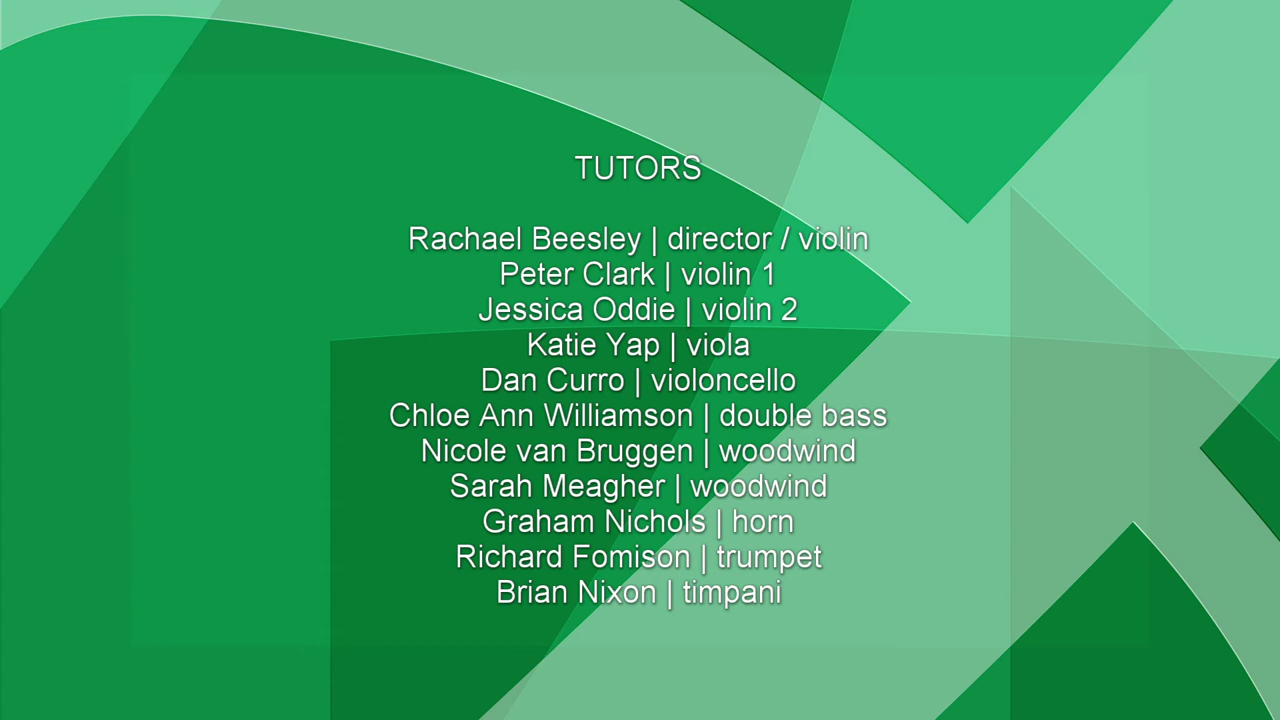 TUTORS
Rachael Beesley | director / violin
Peter Clark | violin 1
Jessica Oddie | violin 2
Katie Yap | viola
Dan Curro | violoncello
Chloe Ann Williamson | double bass
Nicole van Bruggen | woodwind
Sarah Meagher | woodwind
Graham Nichols | horn
Richard Fomison | trumpet
Brian Nixon | timpani